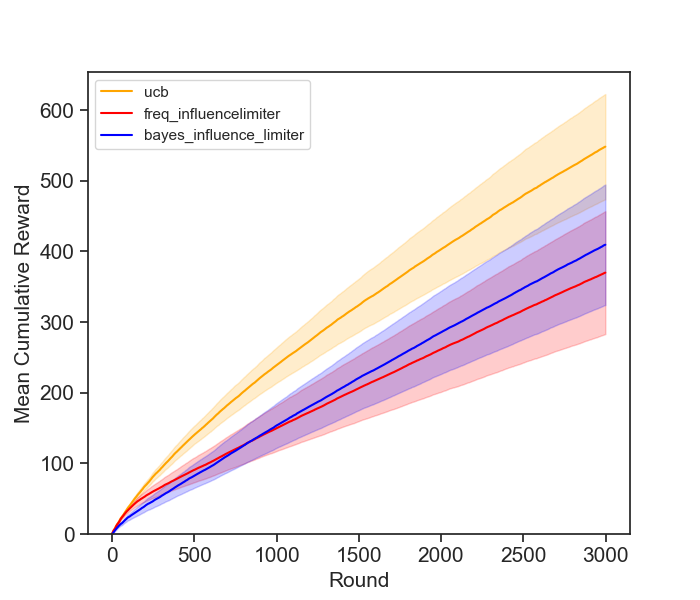 ucb
freq_influencelimiter
bayes_influence_limiter
600
500
400
300
200
100
0
Mean Cumulative Reward
0 500 1000 1500 2000 2500 3000
Round